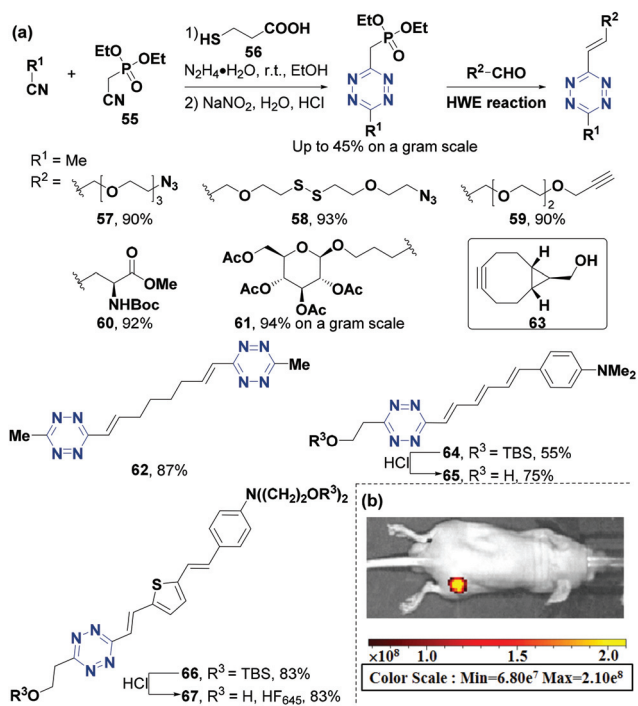 (a)
R¹
CN
+
EtO OEt
P
O
CN
55
1) HS COOH
56
N₂H₄•H₂O, r.t., EtOH
2) NaNO₂, H₂O, HCl
EtO OEt
P
O
N N
N N
R¹
Up to 45% on a gram scale
R²−CHO
HWE reaction
R²
N N
N N
R¹
R¹ = Me
R² =
O 3 N₃
57, 90%
O S S O N₃
58, 93%
O 2 O
59, 90%
O
OMe
NHBoc
60, 92%
AcO O O
AcO OAc
OAc
61, 94% on a gram scale
H
OH
H
63
N N
Me
N N
N N
Me
N N
62, 87%
NMe₂
N N
R³O
N N
64, R³ = TBS, 55%
HCl
65, R³ = H, 75%
N((CH₂)₂OR³)₂
S
N N
N N
R³O
66, R³ = TBS, 83%
HCl
67, R³ = H, HF₆₄₅, 83%
(b)
×10⁸ 1.0 1.5 2.0
Color Scale : Min=6.80e⁷ Max=2.10e⁸